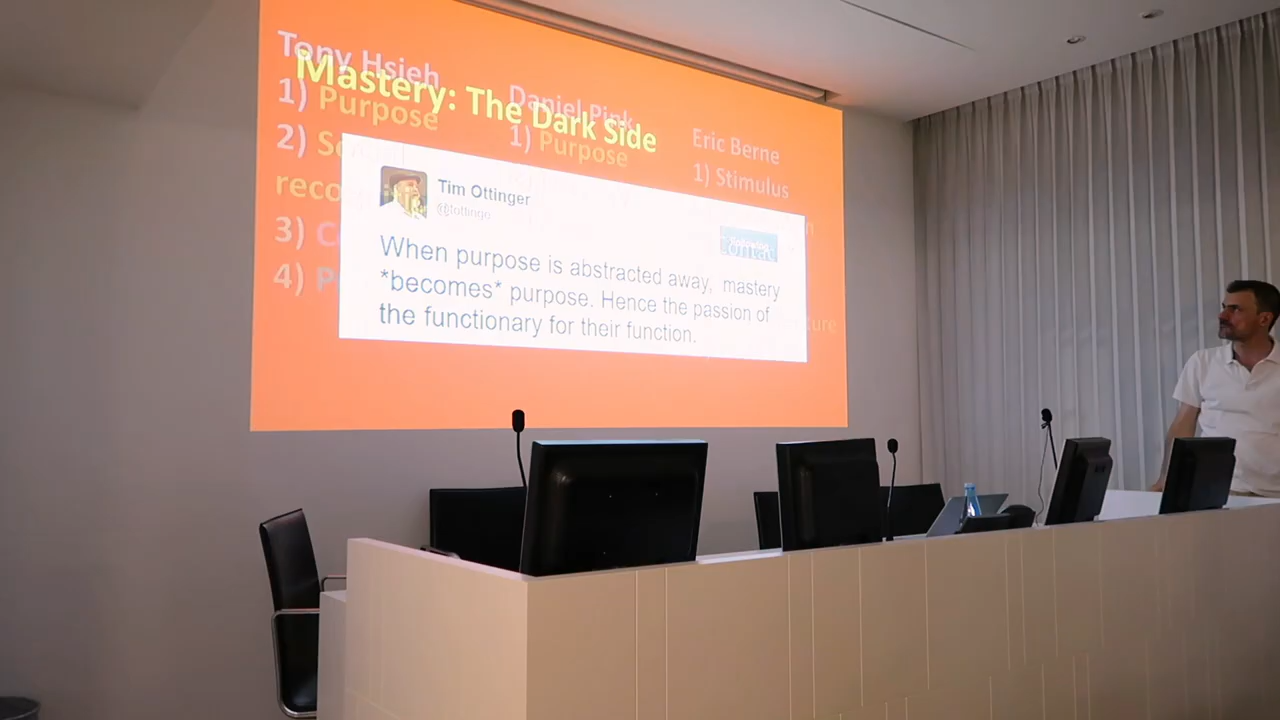 Tony Hsieh
Mastery: The Dark Side
1) Purpose
Daniel Pink
1) Purpose
Eric Berne
1) Stimulus
2)
3)
4)
Tim Ottinger
@tottinge
Following
When purpose is abstracted away, mastery
*becomes* purpose. Hence the passion of
the functionary for their function.